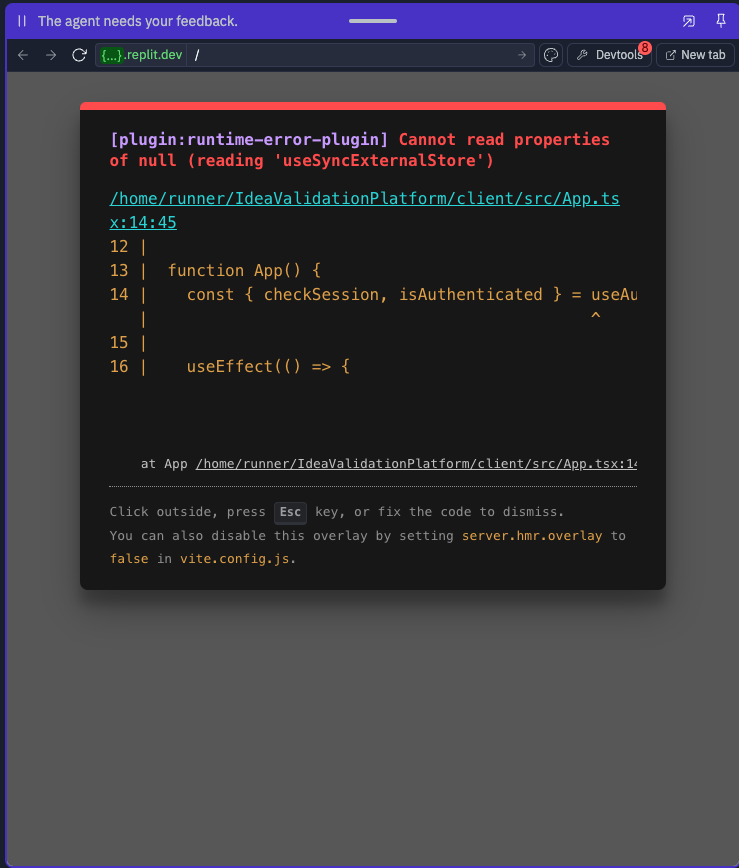 The agent needs your feedback.
{...}.replit.dev /
Devtools 8 New tab
[plugin:runtime-error-plugin] Cannot read properties
of null (reading 'useSyncExternalStore')
/home/runner/IdeaValidationPlatform/client/src/App.ts
x:14:45
12 |
13 |  function App() {
14 |    const { checkSession, isAuthenticated } = useAu
   |                                              ^
15 |
16 |    useEffect(() => {
at App /home/runner/IdeaValidationPlatform/client/src/App.tsx:14
Click outside, press Esc key, or fix the code to dismiss.
You can also disable this overlay by setting server.hmr.overlay to
false in vite.config.js.